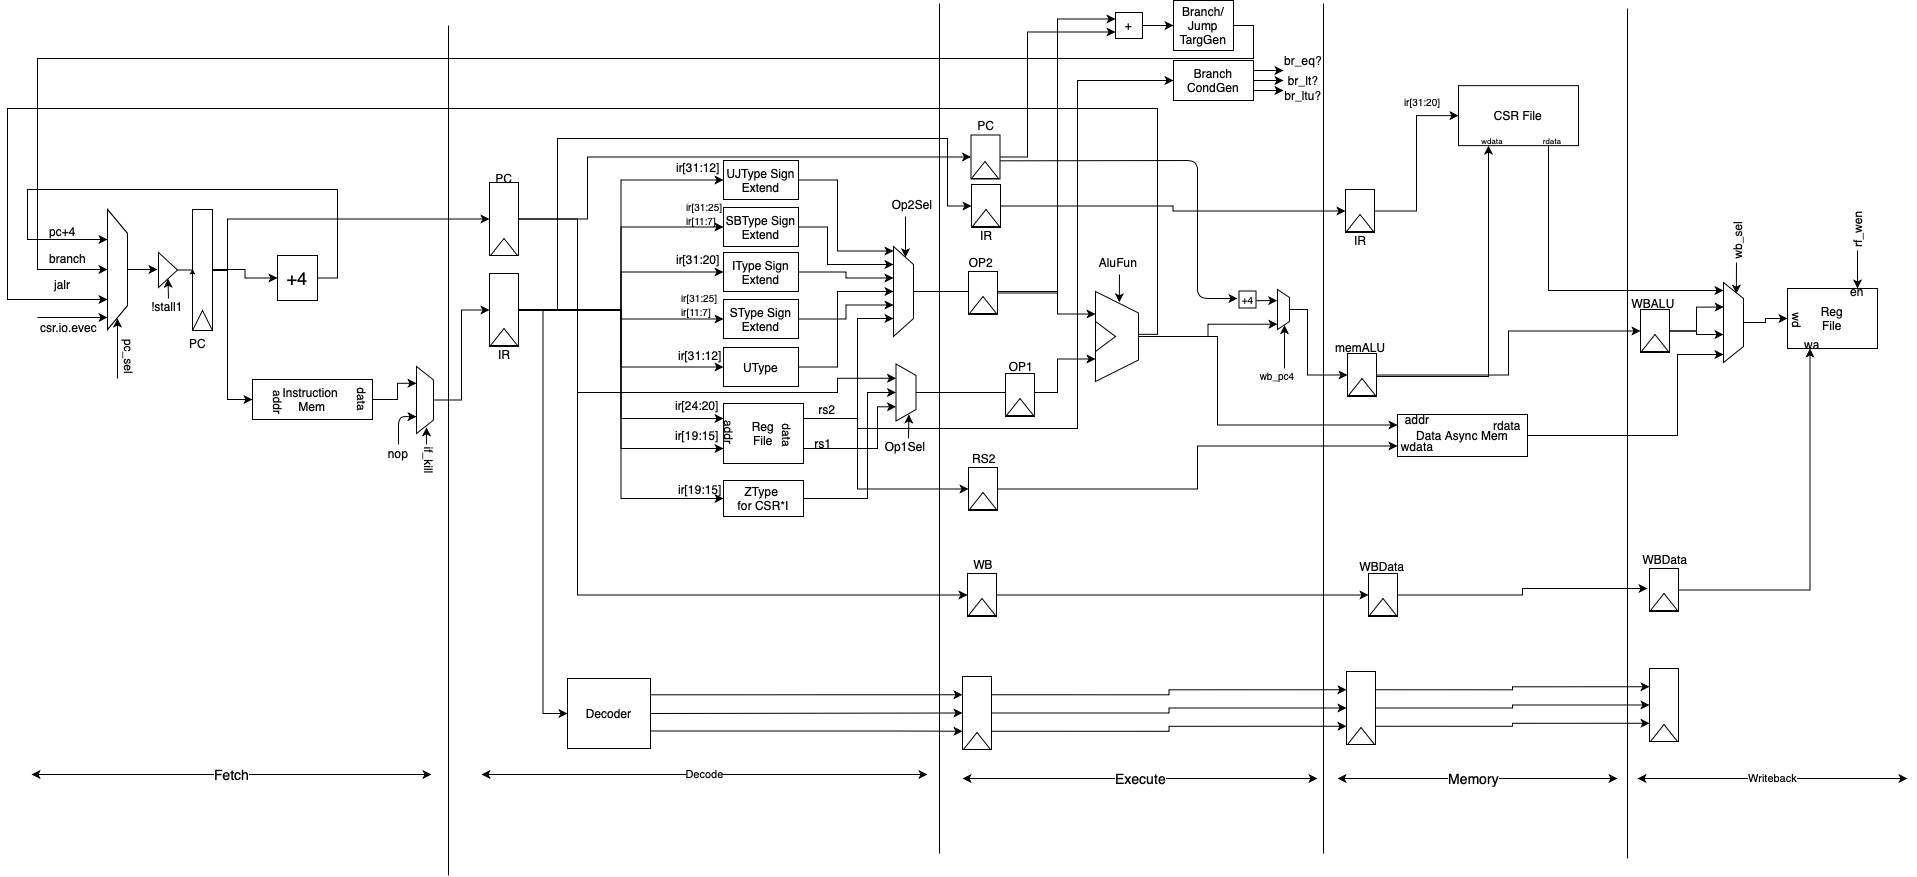 pc+4
branch
jalr
csr.io.evec
pc_sel
!stall1
PC
+4
addr
Instruction
Mem
data
nop
if_kill
Fetch
PC
IR
ir[31:12]
UJType Sign
Extend
ir[31:25]
ir[11:7]
SBType Sign
Extend
ir[31:20]
IType Sign
Extend
ir[31:25]
ir[11:7]
SType Sign
Extend
ir[31:12]
UType
ir[24:20]
ir[19:15]
addr
Reg
File
data
rs2
rs1
ir[19:15]
ZType
for CSR*I
Op2Sel
Op1Sel
Decoder
Decode
+
Branch/
Jump
TargGen
Branch
CondGen
br_eq?
br_lt?
br_ltu?
PC
IR
OP2
OP1
AluFun
+4
wb_pc4
RS2
WB
Execute
ir[31:20]
CSR File
wdata
rdata
IR
memALU
addr
rdata
Data Async Mem
wdata
WBData
Memory
WBALU
wb_sel
rf_wen
en
wd
Reg
File
wa
WBData
Writeback